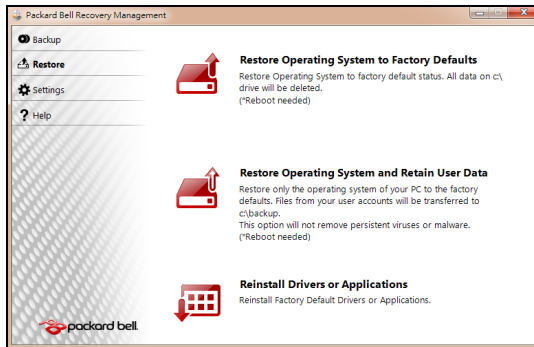 Packard Bell Recovery Management
Backup
Restore
Settings
? Help
Restore Operating System to Factory Defaults
Restore Operating System to factory default status. All data on c:\
drive will be deleted.
(*Reboot needed)
Restore Operating System and Retain User Data
Restore only the operating system of your PC to the factory
defaults. Files from your user accounts will be transferred to
c:\backup.
This option will not remove persistent viruses or malware.
(*Reboot needed)
Reinstall Drivers or Applications
Reinstall Factory Default Drivers or Applications.
packard bell.